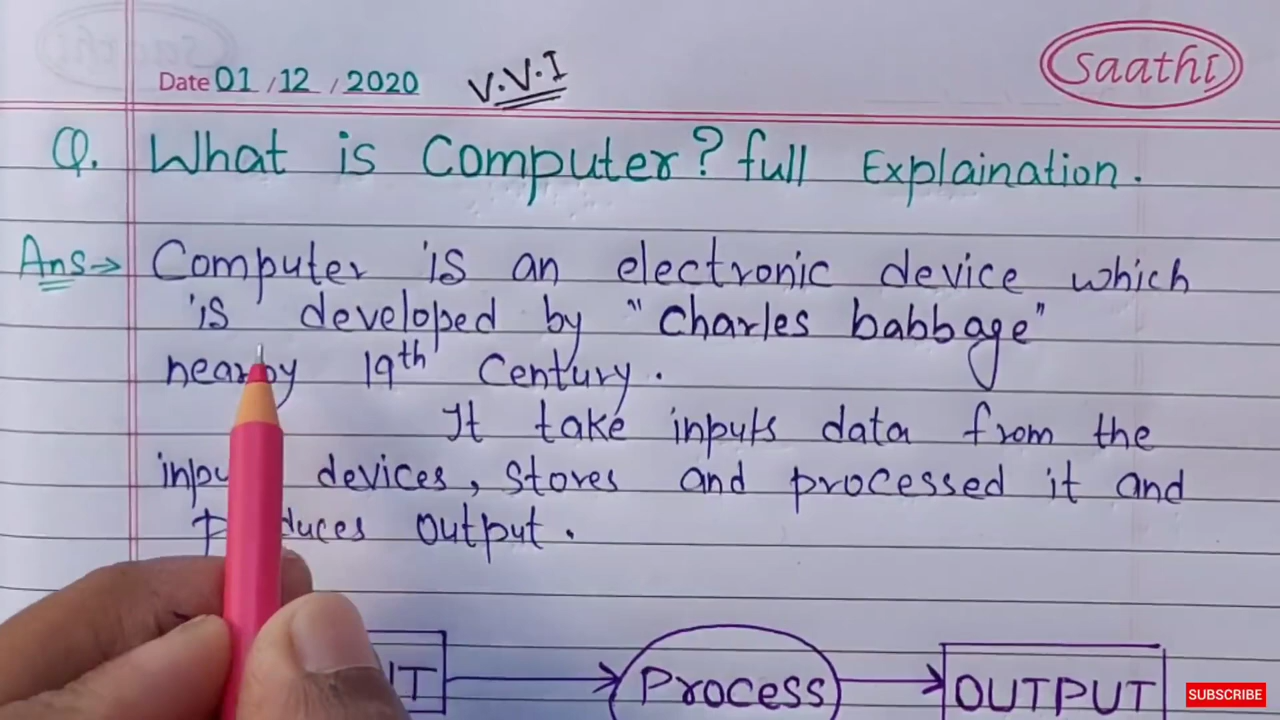 Saathi
Date 01 / 12 / 2020 V.V.I
Q. What is Computer? full Explaination.
Ans→ Computer is an electronic device which
is developed by "Charles babbage"
nearby 19th Century.
It take inputs data from the
devices, stores and processed it and
output.
Process
OUTPUT
SUBSCRIBE